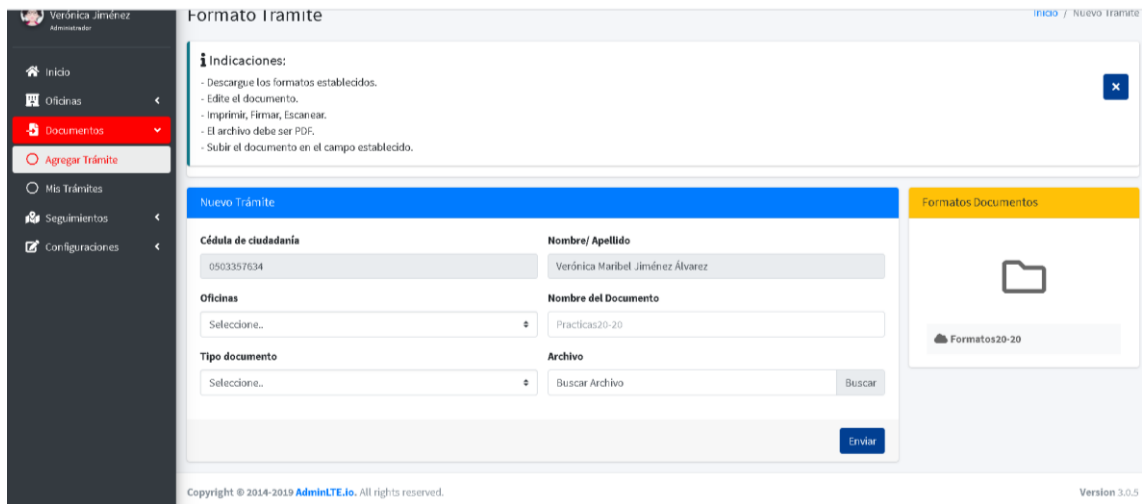 Verónica Jiménez
Administrador
Inicio
Oficinas
Documentos
Agregar Trámite
Mis Trámites
Seguimientos
Configuraciones
Formato Tramite
Inicio / Nuevo Tramite
Indicaciones:
- Descargue los formatos establecidos.
- Edite el documento.
- Imprimir, Firmar, Escanear.
- El archivo debe ser PDF.
- Subir el documento en el campo establecido.
Nuevo Trámite
Cédula de ciudadanía
0503357634
Nombre/ Apellido
Verónica Maribel Jiménez Álvarez
Oficinas
Seleccione..
Nombre del Documento
Practicas20-20
Tipo documento
Seleccione..
Archivo
Buscar Archivo
Buscar
Enviar
Formatos Documentos
Formatos20-20
Copyright © 2014-2019 AdminLTE.io. All rights reserved.
Version 3.0.5